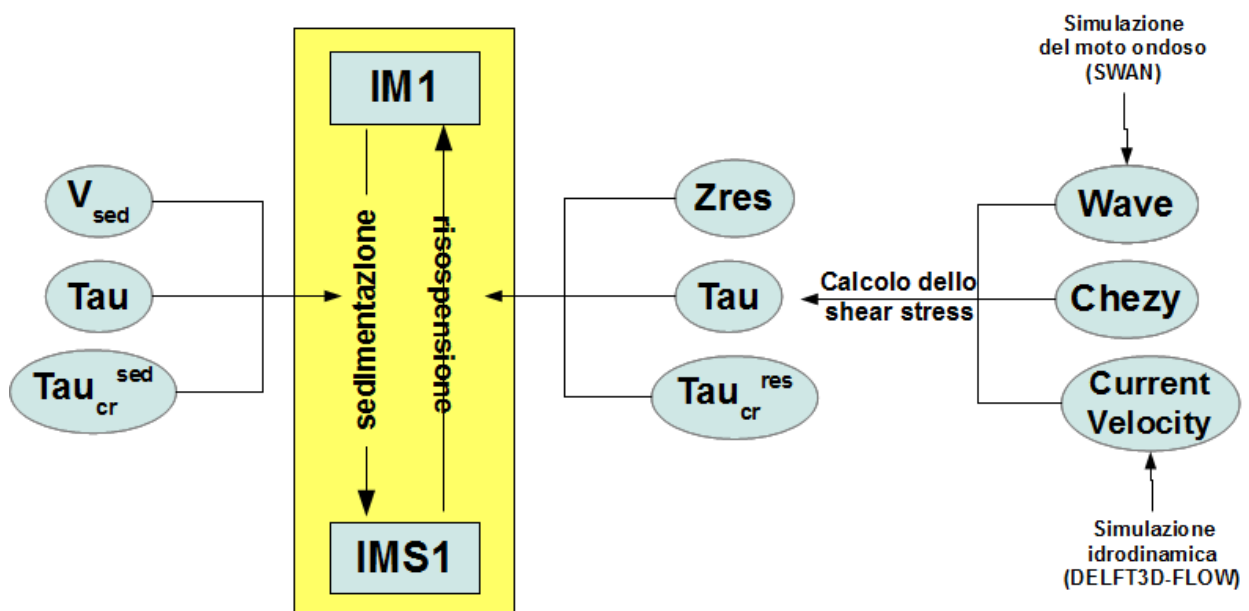 Simulazione
del moto ondoso
(SWAN)
IM1
V sed
Tau
Tau cr sed
sedimentazione
risospensione
Zres
Tau
Tau cr res
Calcolo dello
shear stress
Wave
Chezy
Current
Velocity
IMS1
Simulazione
idrodinamica
(DELFT3D-FLOW)